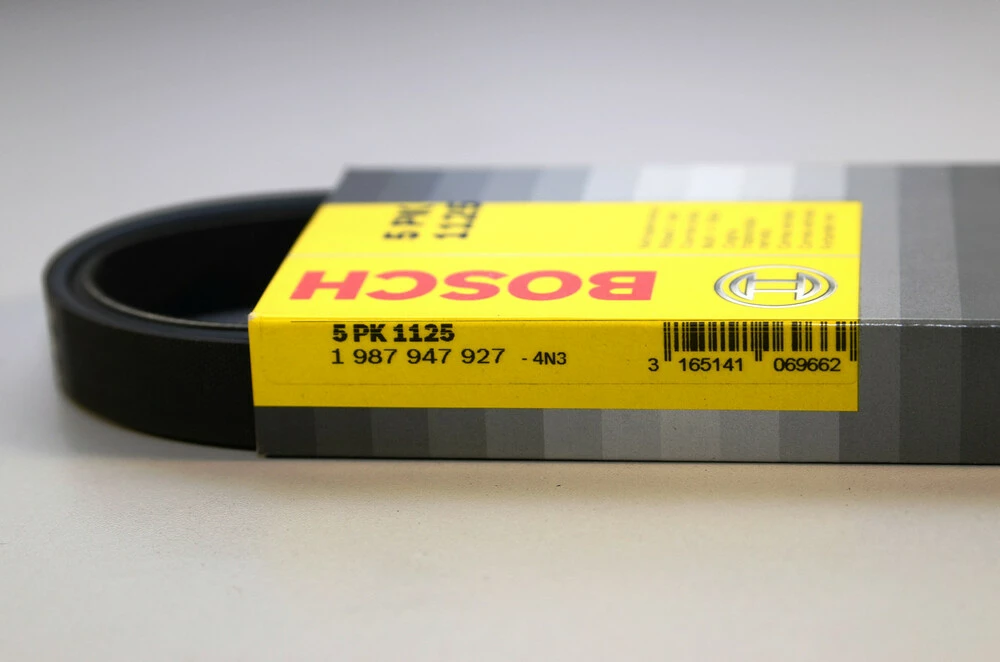 5 PK
1125
BOSCH
5 PK 1125
1 987 947 927 - 4N3
3 165141 069662